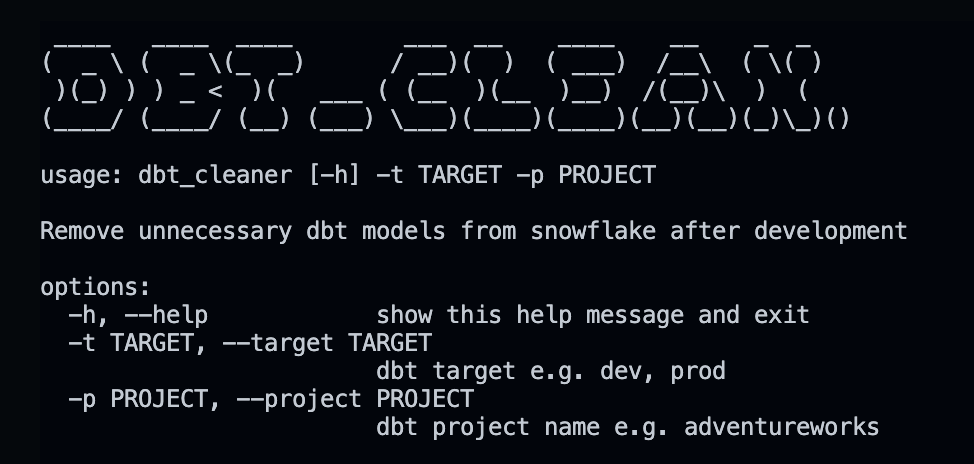 DBT_CLEAN
usage: dbt_cleaner [-h] -t TARGET -p PROJECT
Remove unnecessary dbt models from snowflake after development
options:
-h, --help show this help message and exit
-t TARGET, --target TARGET
dbt target e.g. dev, prod
-p PROJECT, --project PROJECT
dbt project name e.g. adventureworks